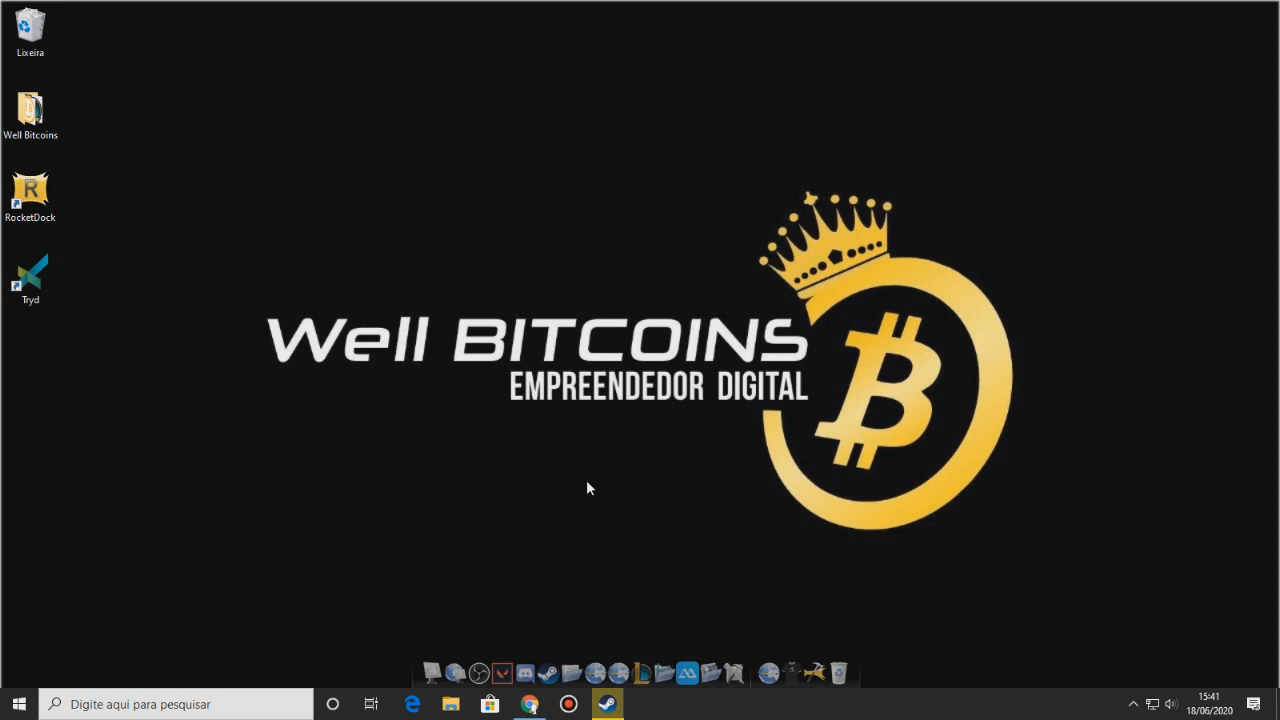 Lixeira
Well Bitcoins
RocketDock
Tryd
Well BITCOINS
EMPREENDEDOR DIGITAL
Digite aqui para pesquisar
15:41
18/06/2020